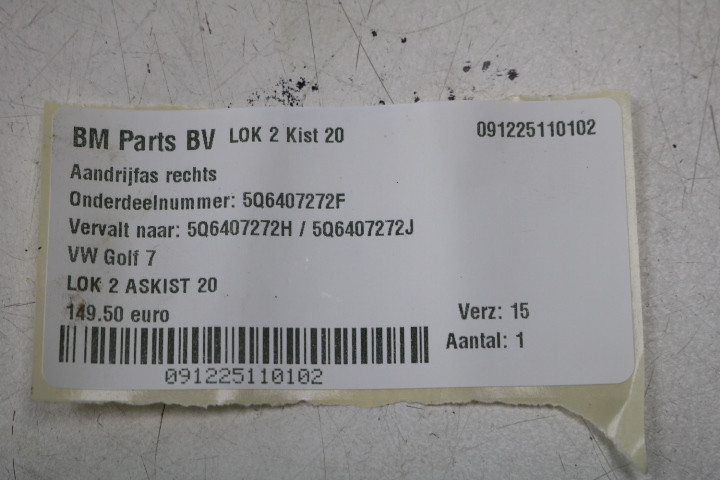 BM Parts BV LOK 2 Kist 20 091225110102
Aandrijfas rechts
Onderdeelnummer: 5Q6407272F
Vervalt naar: 5Q6407272H / 5Q6407272J
VW Golf 7
LOK 2 ASKIST 20
149.50 euro Verz: 15
Aantal: 1
091225110102